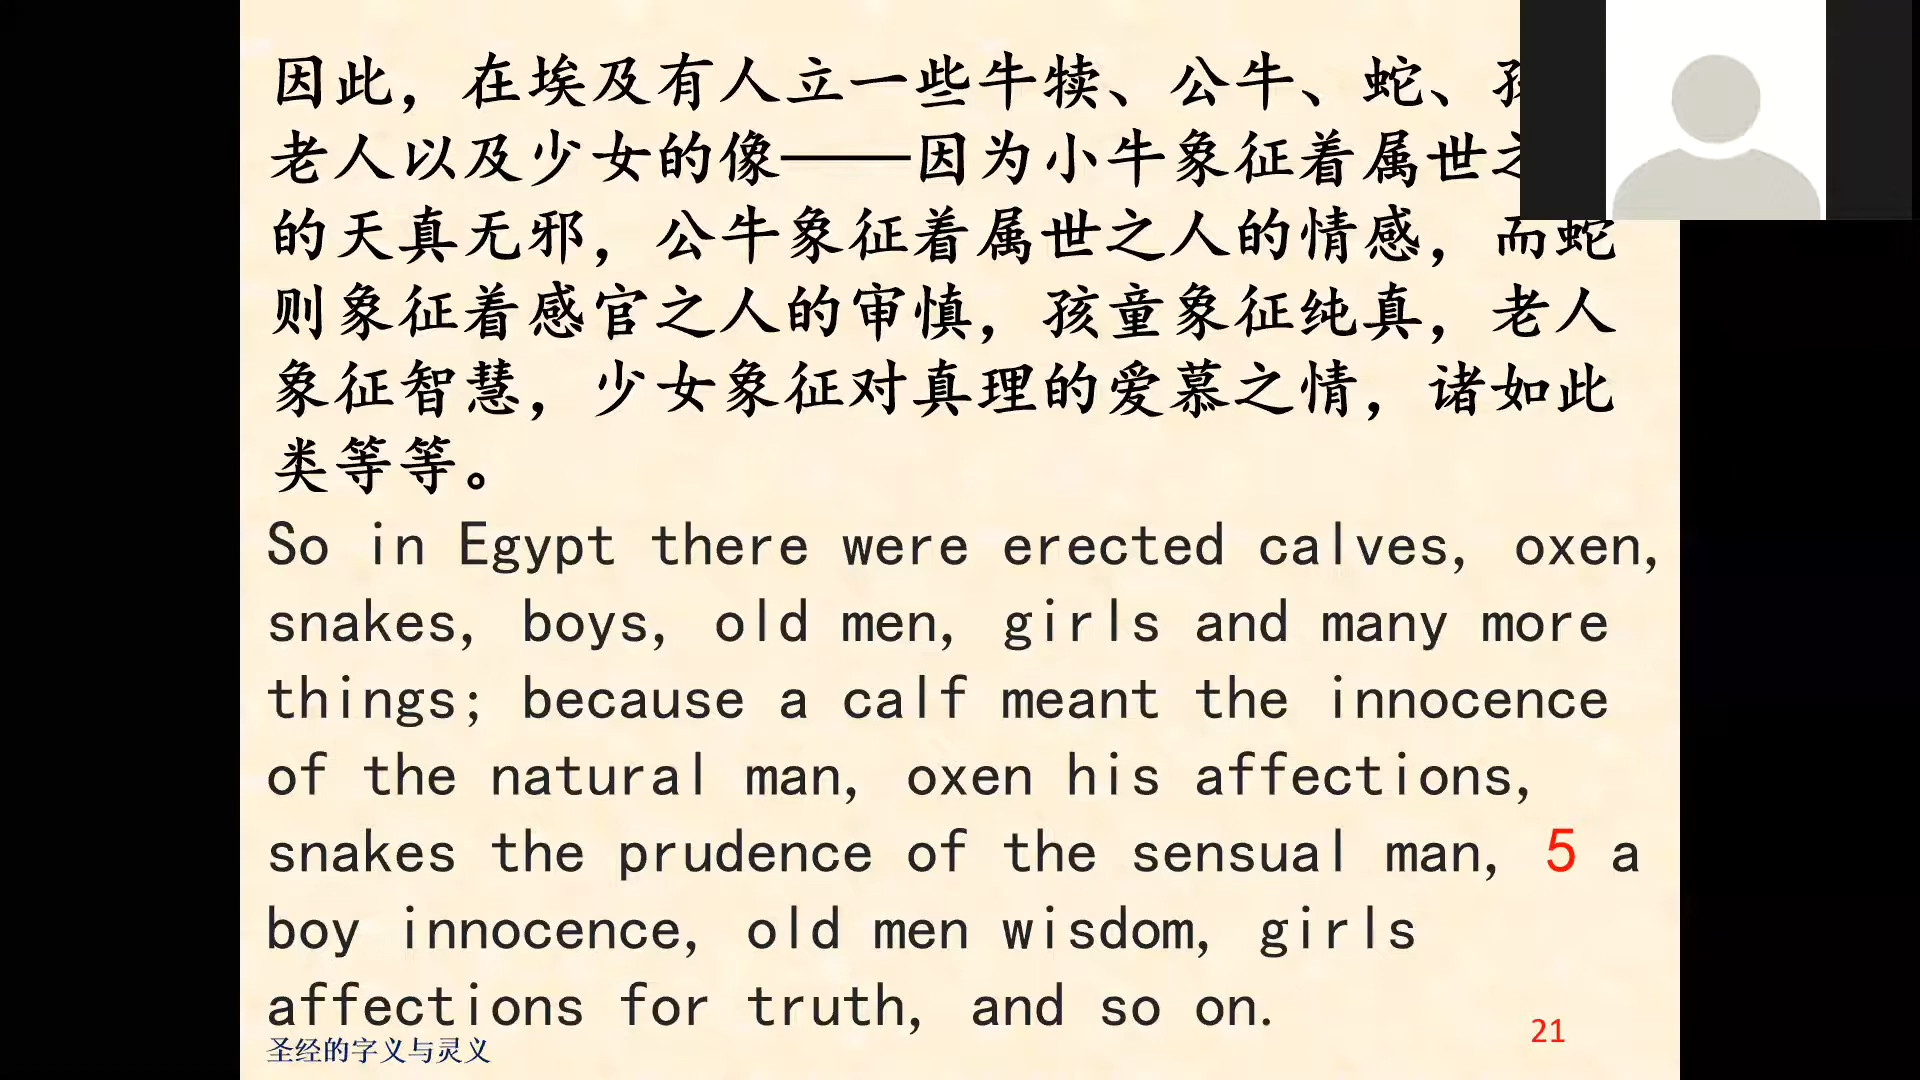 因此，在埃及有人立一些牛犊、公牛、蛇、
老人以及少女的像——因为小牛象征着属世
的天真无邪，公牛象征着属世之人的情感，而蛇
则象征着感官之人的审慎，孩童象征纯真，老人
象征智慧，少女象征对真理的爱慕之情，诸如此
类等等。
So in Egypt there were erected calves, oxen,
snakes, boys, old men, girls and many more
things; because a calf meant the innocence
of the natural man, oxen his affections,
snakes the prudence of the sensual man, 5 a
boy innocence, old men wisdom, girls
affections for truth, and so on.
圣经的字义与灵义
21